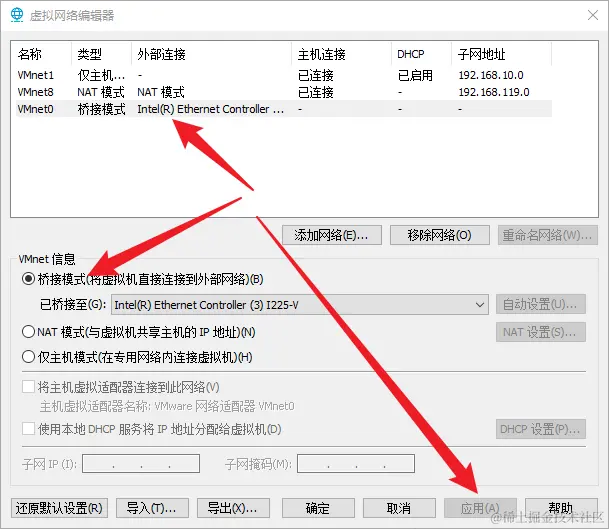 虚拟网络编辑器
名称 类型 外部连接 主机连接 DHCP 子网地址
VMnet1 仅主机... - 已连接 已启用 192.168.10.0
VMnet8 NAT 模式 NAT 模式 已连接 - 192.168.119.0
VMnet0 桥接模式 Intel(R) Ethernet Controller ... - - -
添加网络(E)... 移除网络(O) 重命名网络(W)...
VMnet 信息
桥接模式(将虚拟机直接连接到外部网络)(B)
已桥接至(G): Intel(R) Ethernet Controller (3) I225-V 自动设置(U)...
NAT 模式(与虚拟机共享主机的 IP 地址)(N) NAT 设置(S)...
仅主机模式(在专用网络内连接虚拟机)(H)
将主机虚拟适配器连接到此网络(V)
主机虚拟适配器名称: VMware 网络适配器 VMnet0
使用本地 DHCP 服务将 IP 地址分配给虚拟机(D) DHCP 设置(P)...
子网 IP (I): . . . 子网掩码(M): . . .
还原默认设置(R) 导入(T)... 导出(X)... 确定 取消 应用(A) 帮助
@稀土掘金技术社区